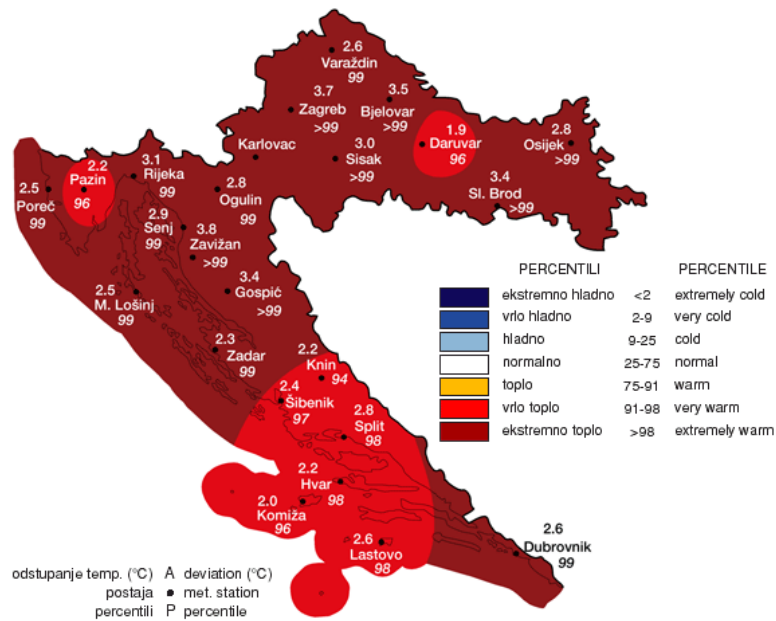 2.6
Varaždin
99
3.7
Zagreb
>99
3.5
Bjelovar
>99
1.9
Daruvar
96
2.8
Osijek
>99
Karlovac
3.0
Sisak
>99
3.4
Sl. Brod
>99
2.5
Poreč
99
2.2
Pazin
96
3.1
Rijeka
99
2.8
Ogulin
99
2.9
Senj
99
3.8
Zavižan
>99
2.5
M. Lošinj
99
3.4
Gospić
>99
2.3
Zadar
99
2.2
Knin
94
2.4
Šibenik
97
2.8
Split
98
2.2
Hvar
98
2.0
Komiža
96
2.6
Lastovo
98
2.6
Dubrovnik
99
PERCENTILI PERCENTILE
ekstremno hladno <2 extremely cold
vrlo hladno 2-9 very cold
hladno 9-25 cold
normalno 25-75 normal
toplo 75-91 warm
vrlo toplo 91-98 very warm
ekstremno toplo >98 extremely warm
odstupanje temp. (°C) A deviation (°C)
postaja met. station
percentili P percentile